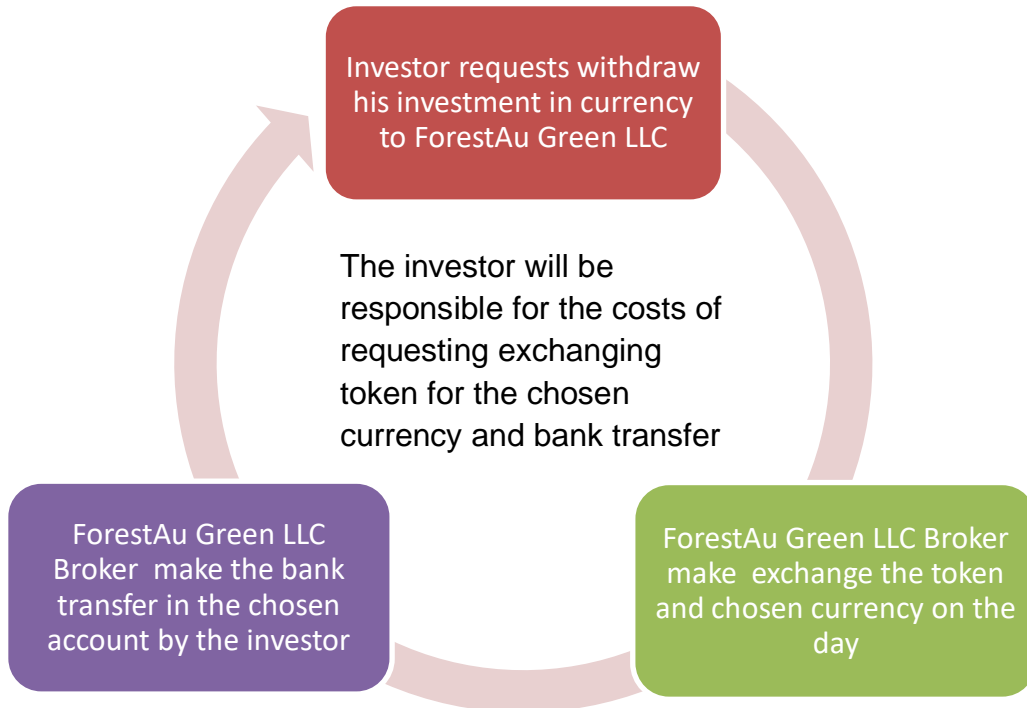 Investor requests withdraw
his investment in currency
to ForestAu Green LLC
The investor will be
responsible for the costs of
requesting exchanging
token for the chosen
currency and bank transfer
ForestAu Green LLC Broker
make  exchange the token
and chosen currency on the
day
ForestAu Green LLC
Broker  make the bank
transfer in the chosen
account by the investor